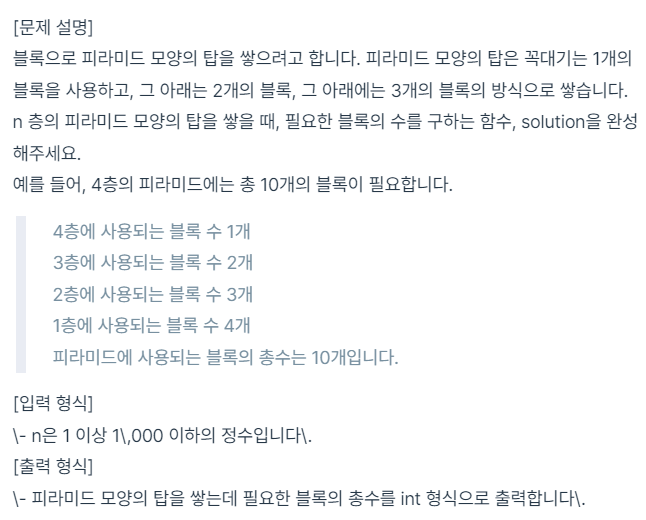 [문제 설명]
블록으로 피라미드 모양의 탑을 쌓으려고 합니다. 피라미드 모양의 탑은 꼭대기는 1개의
블록을 사용하고, 그 아래는 2개의 블록, 그 아래에는 3개의 블록의 방식으로 쌓습니다.
n 층의 피라미드 모양의 탑을 쌓을 때, 필요한 블록의 수를 구하는 함수, solution을 완성
해주세요.
예를 들어, 4층의 피라미드에는 총 10개의 블록이 필요합니다.
4층에 사용되는 블록 수 1개
3층에 사용되는 블록 수 2개
2층에 사용되는 블록 수 3개
1층에 사용되는 블록 수 4개
피라미드에 사용되는 블록의 총수는 10개입니다.
[입력 형식]
\- n은 1 이상 1\,000 이하의 정수입니다\.
[출력 형식]
\- 피라미드 모양의 탑을 쌓는데 필요한 블록의 총수를 int 형식으로 출력합니다\.